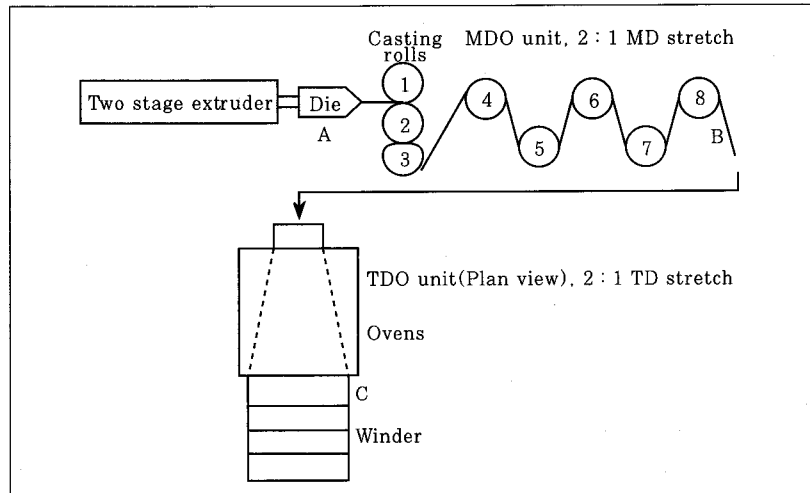 Casting rolls
MDO unit, 2 : 1 MD stretch
Two stage extruder
Die
A
1
2
3
4
5
6
7
8
B
TDO unit(Plan view), 2 : 1 TD stretch
Ovens
C
Winder